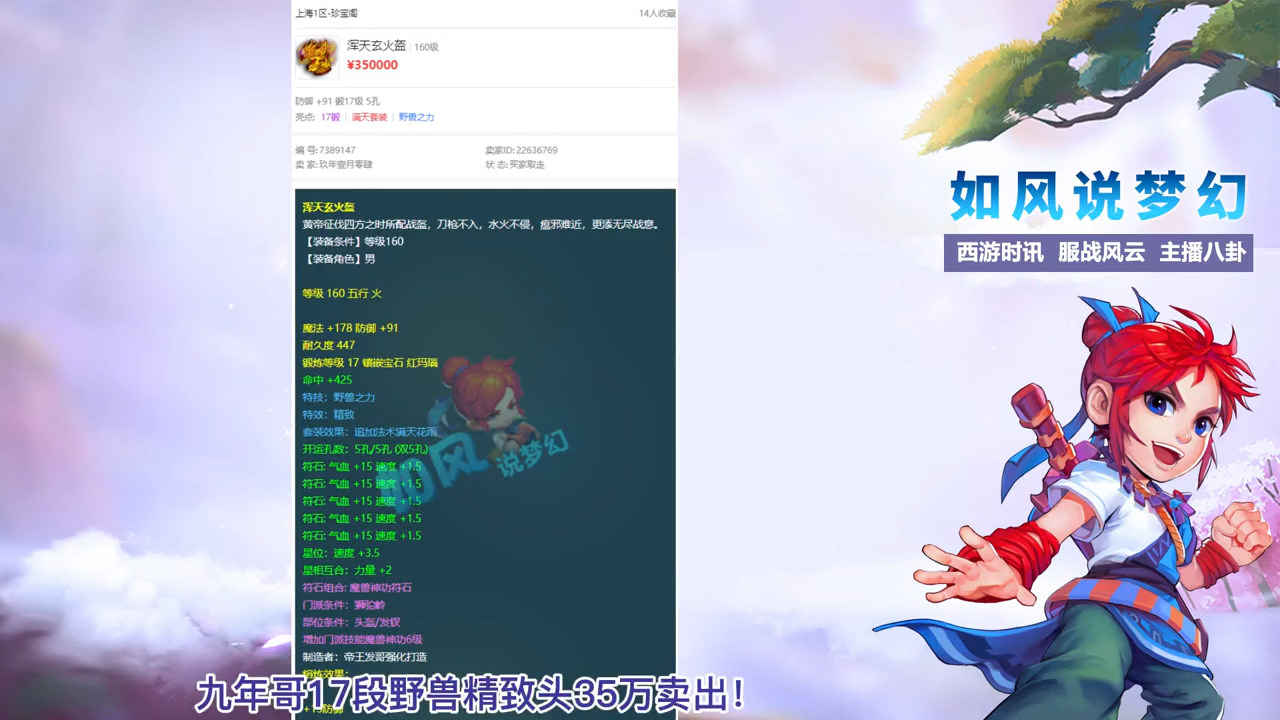 上海1区-珍宝阁
14人收藏
浑天玄火盔 160级
¥350000
防御 +91 锻17级 5孔
亮点: 17锻 满天套装 野兽之力
编 号: 7389147
卖家ID: 22636769
卖 家: 玖年壹月零肆
状 态: 买家取走
浑天玄火盔
黄帝征伐四方之时所配战盔，刀枪不入，水火不侵，瘟邪难近，更添无尽战意。
【装备条件】等级160
【装备角色】男
等级 160 五行 火
魔法 +178 防御 +91
耐久度 447
锻炼等级 17 镶嵌宝石 红玛瑙
命中 +425
特技：野兽之力
特效：精致
套装效果：追加法术满天花雨
开运孔数：5孔/5孔 (双5孔)
符石: 气血 +15 速度 +1.5
符石: 气血 +15 速度 +1.5
符石: 气血 +15 速度 +1.5
符石: 气血 +15 速度 +1.5
符石: 气血 +15 速度 +1.5
星位：速度 +3.5
星相互合：力量 +2
符石组合: 魔兽神功符石
门派条件：狮驼岭
部位条件：头盔/发钗
增加门派技能魔兽神功6级
制造者：帝王发哥强化打造
熔炼效果：
+15防御
如风说梦幻
九年哥17段野兽精致头35万卖出！
如风说梦幻
西游时讯 服战风云 主播八卦